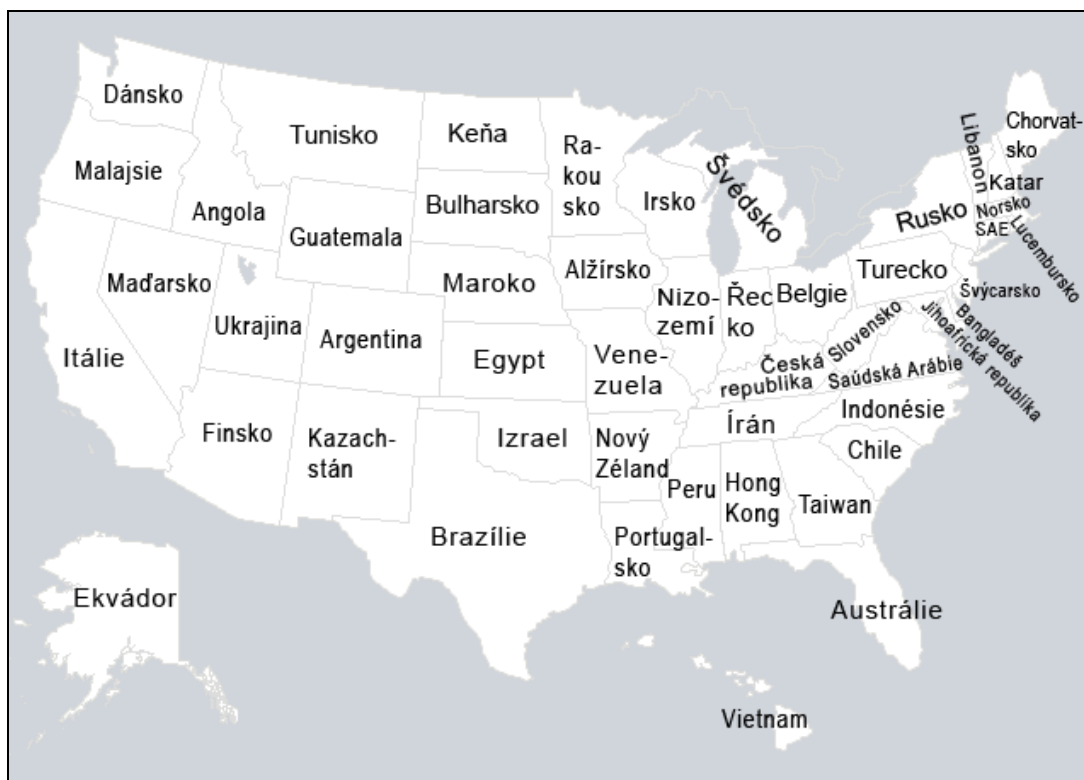 Dánsko
Malajsie
Angola
Tunisko
Guatemala
Keňa
Bulharsko
Maroko
Ra-
kou
sko
Irsko
Švédsko
Alžírsko
Maďarsko
Itálie
Ukrajina
Argentina
Egypt
Nizo-
zemí
Řec
ko
Belgie
Chorvat-
sko
Libanon
Katar
Norsko
SAE
Lucembursko
Rusko
Turecko
Švýcarsko
Bangladéš
Jihoafrická republika
Slovensko
Česká
republika
Saúdská Arábie
Vene-
zuela
Finsko
Kazach-
stán
Izrael
Nový
Zéland
Írán
Indonésie
Chile
Peru
Hong
Kong
Taiwan
Brazílie
Portugal-
sko
Austrálie
Ekvádor
Vietnam